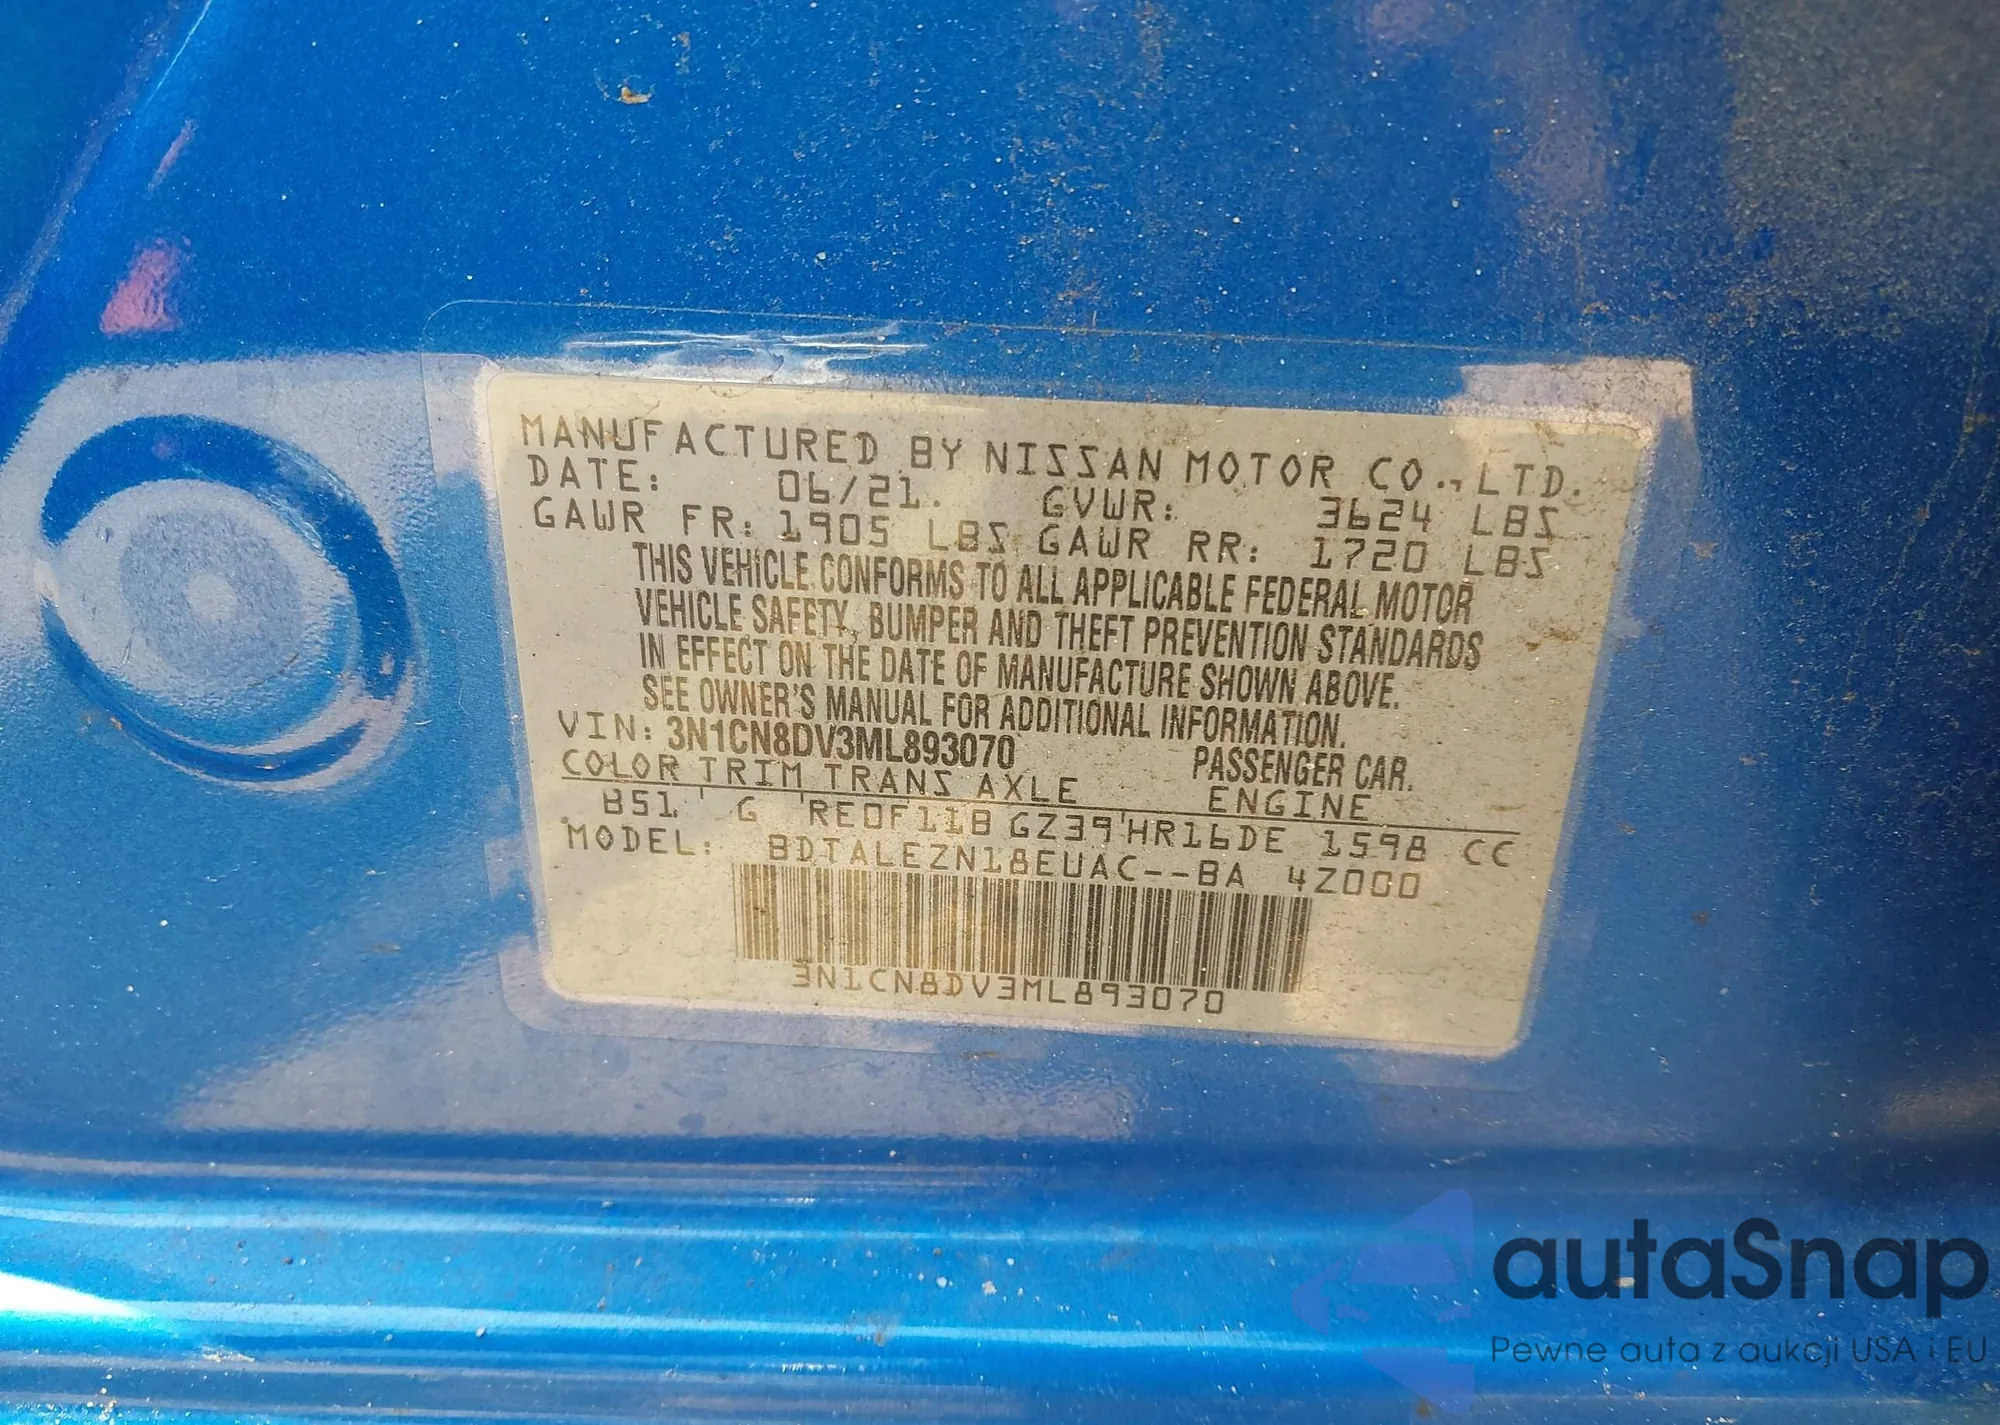 MANUFACTURED BY NISSAN MOTOR CO., LTD.
DATE: 06/21. GVWR: 3624 LBS
GAWR FR: 1905 LBS GAWR RR: 1720 LBS
THIS VEHICLE CONFORMS TO ALL APPLICABLE FEDERAL MOTOR
VEHICLE SAFETY, BUMPER AND THEFT PREVENTION STANDARDS
IN EFFECT ON THE DATE OF MANUFACTURE SHOWN ABOVE.
SEE OWNER'S MANUAL FOR ADDITIONAL INFORMATION.
VIN: 3N1CN8DV3ML893070 PASSENGER CAR.
COLOR TRIM TRANS AXLE ENGINE
B51 G RE0F11B GZ39 HR16DE 1598 CC
MODEL: BDTALEZN18EUAC--BA 4Z000
3N1CN8DV3ML893070
autaSnap
Pewne auta z aukcji USA i EU